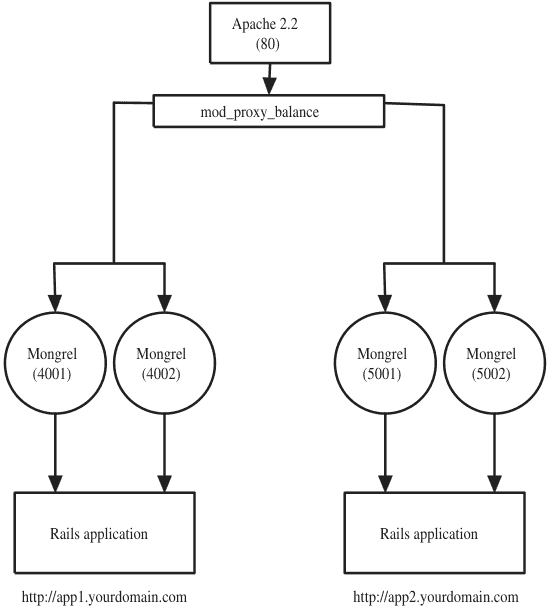 Apache 2.2
(80)
mod_proxy_balance
Mongrel
(4001)
Mongrel
(4002)
Mongrel
(5001)
Mongrel
(5002)
Rails application
Rails application
http://app1.yourdomain.com
http://app2.yourdomain.com